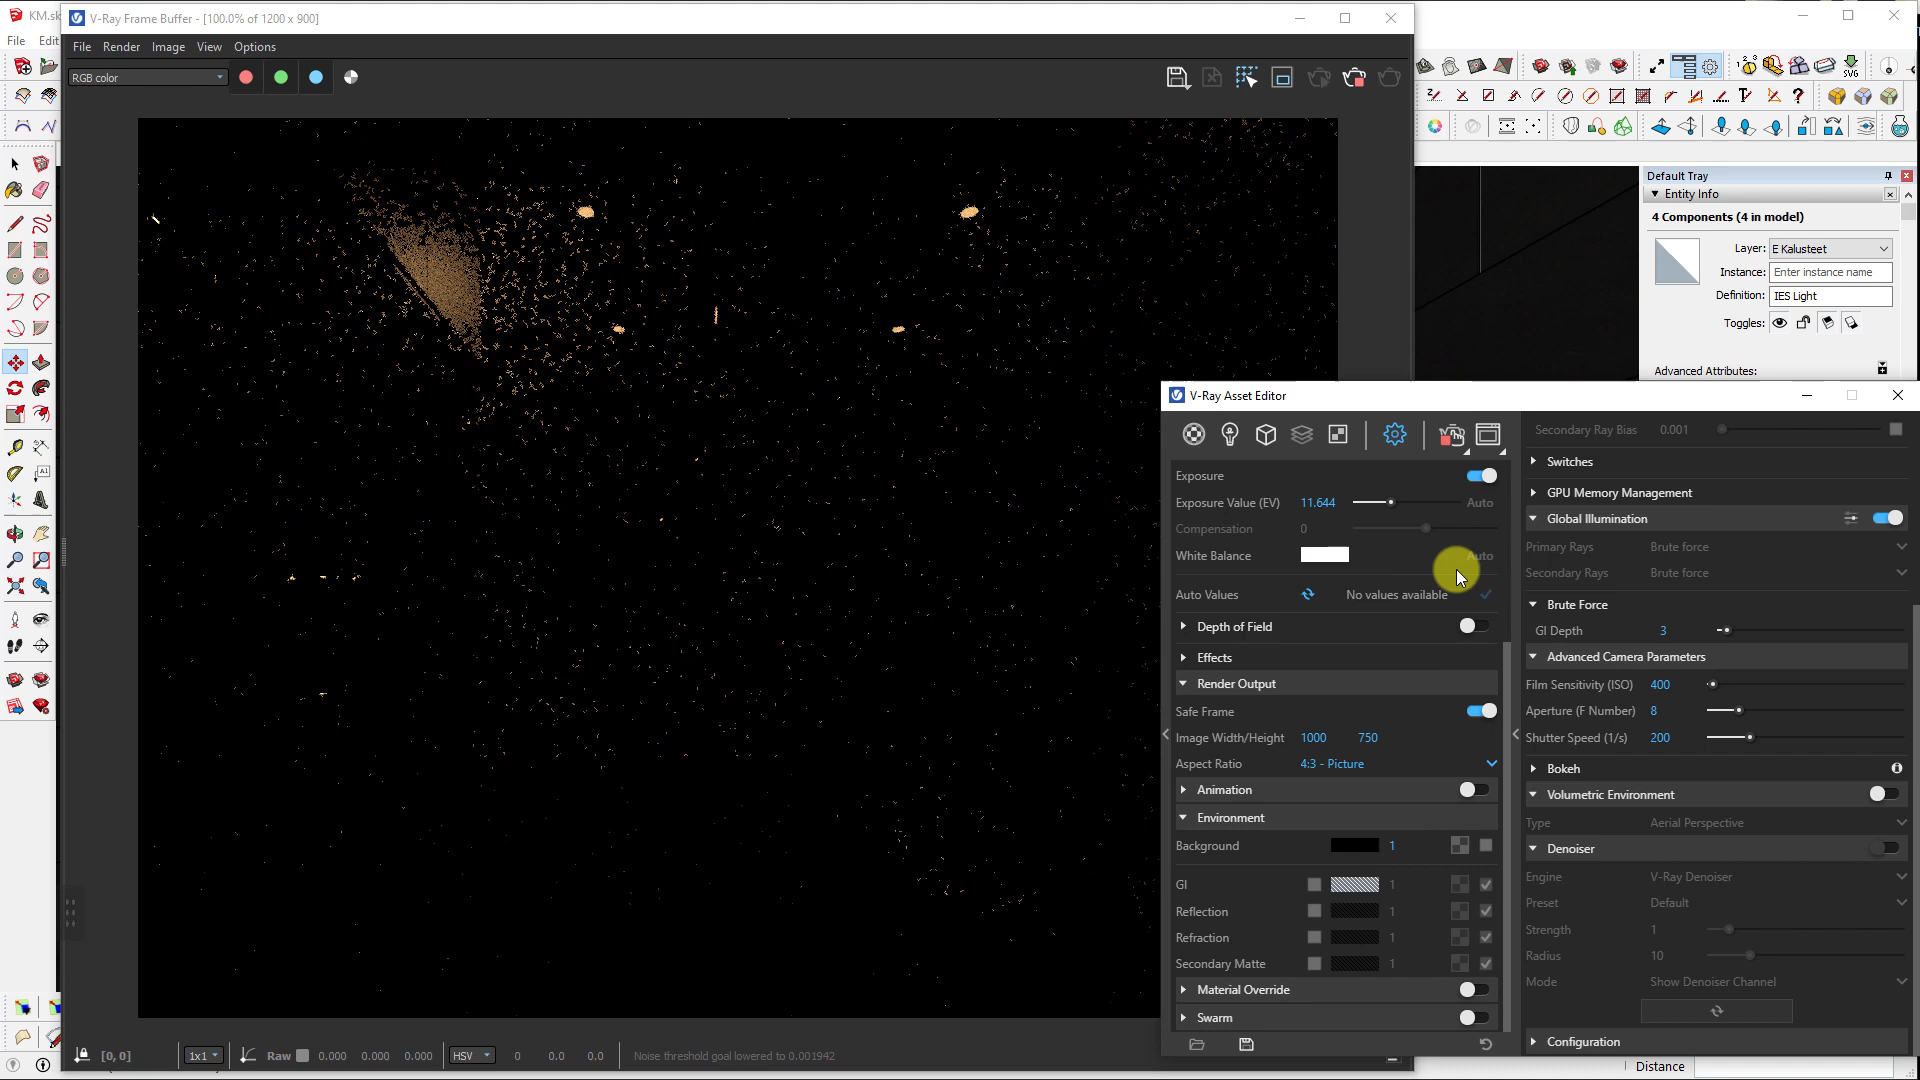 KM.sk
V-Ray Frame Buffer - [100.0% of 1200 x 900]
File Edit
File Render Image View Options
RGB color
SVG
A1
Default Tray
Entity Info
4 Components (4 in model)
Layer: E Kalusteet
Instance: Enter instance name
Definition: IES Light
Toggles:
Advanced Attributes:
V-Ray Asset Editor
Exposure
Exposure Value (EV) 11.644 Auto
Compensation 0
White Balance Auto
Auto Values No values available
Depth of Field
Effects
Render Output
Safe Frame
Image Width/Height 1000 750
Aspect Ratio 4:3 - Picture
Animation
Environment
Background 1
GI 1
Reflection 1
Refraction 1
Secondary Matte 1
Material Override
Swarm
Secondary Ray Bias 0.001
Switches
GPU Memory Management
Global Illumination
Primary Rays Brute force
Secondary Rays Brute force
Brute Force
GI Depth 3
Advanced Camera Parameters
Film Sensitivity (ISO) 400
Aperture (F Number) 8
Shutter Speed (1/s) 200
Bokeh
Volumetric Environment
Type Aerial Perspective
Denoiser
Engine V-Ray Denoiser
Preset Default
Strength 1
Radius 10
Mode Show Denoiser Channel
Configuration
[0, 0] 1x1 Raw 0.000 0.000 0.000 HSV 0 0.0 0.0 Noise threshold goal lowered to 0.001942
Distance